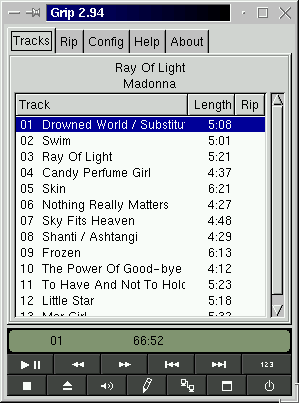 Grip 2.94
Tracks Rip Config Help About
Ray Of Light
Madonna
Track Length Rip
01 Drowned World / Substitut 5:08
02 Swim 5:01
03 Ray Of Light 5:21
04 Candy Perfume Girl 4:37
05 Skin 6:21
06 Nothing Really Matters 4:27
07 Sky Fits Heaven 4:48
08 Shanti / Ashtangi 4:29
09 Frozen 6:13
10 The Power Of Good-bye 4:12
11 To Have And Not To Hold 5:23
12 Little Star 5:18
13 Mer Girl 5:32
01 66:52
123